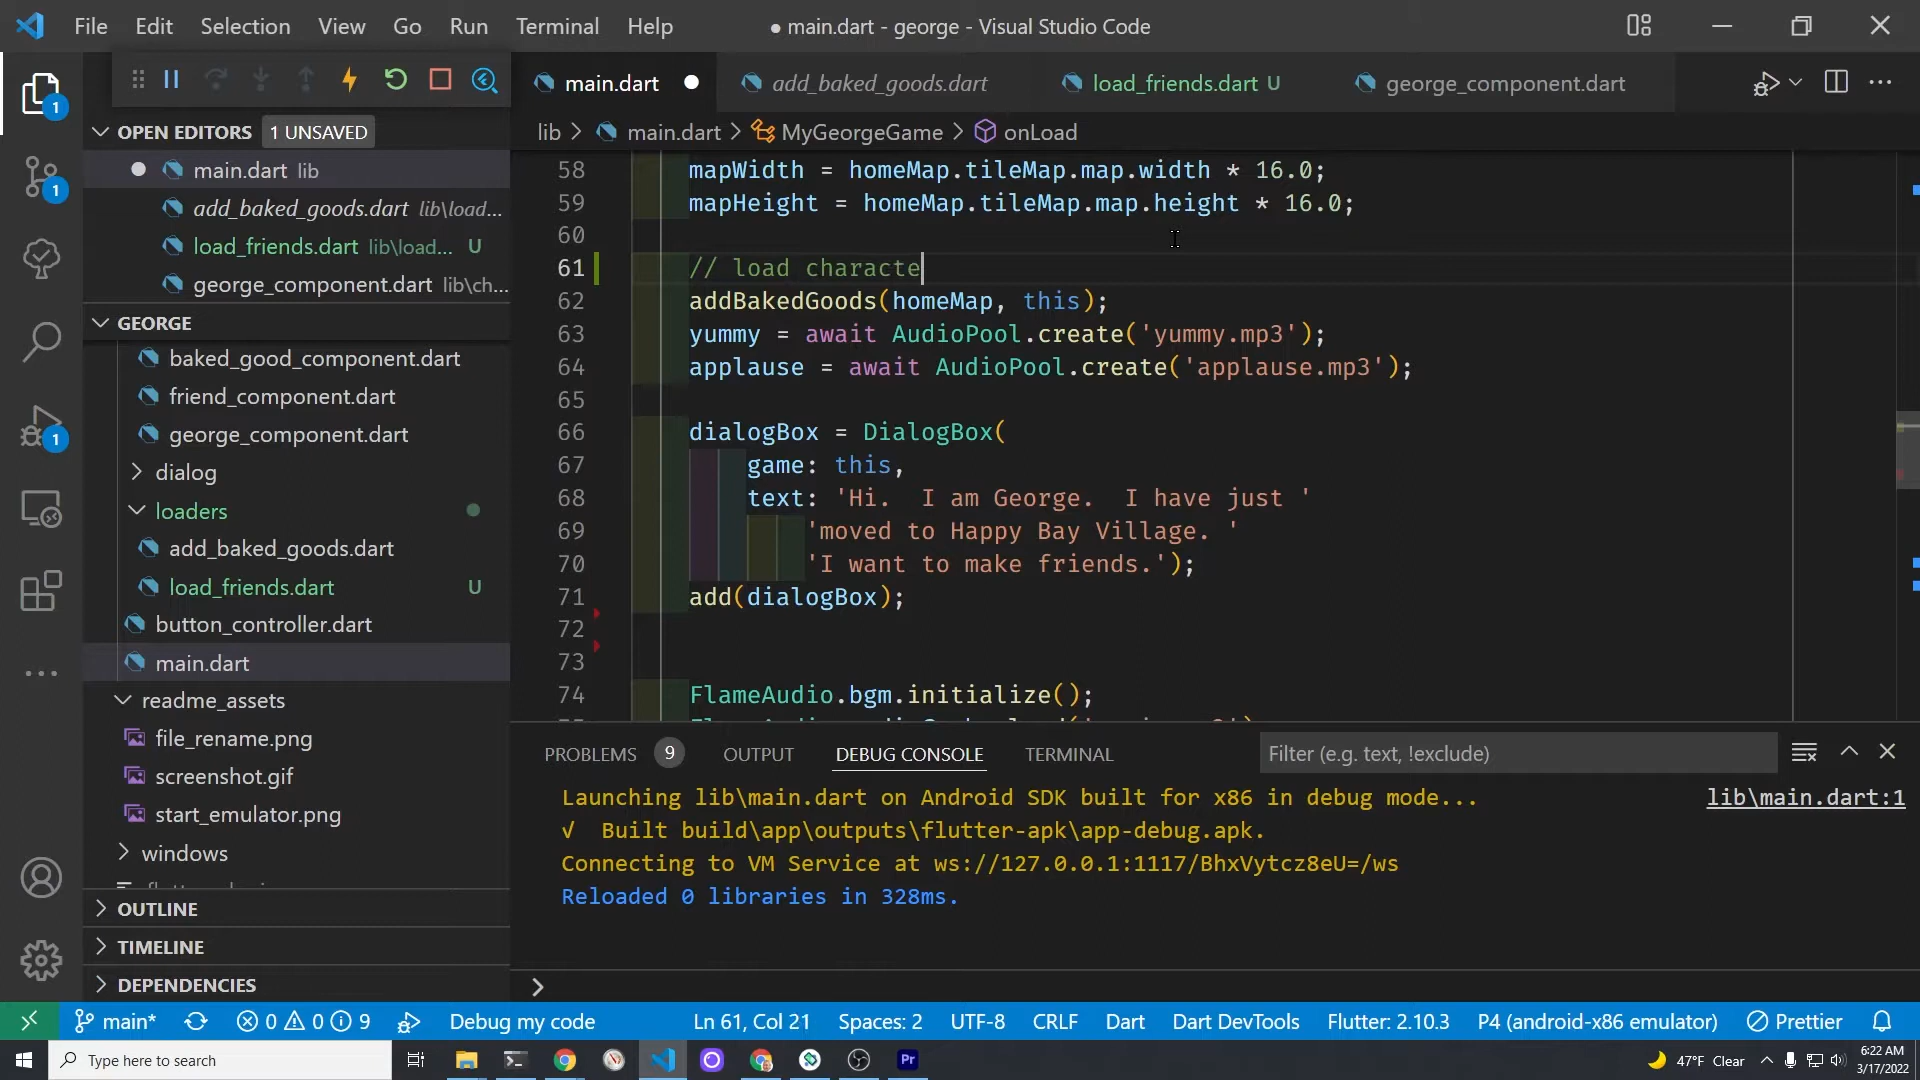 File Edit Selection View Go Run Terminal Help
● main.dart - george - Visual Studio Code
main.dart
add_baked_goods.dart
load_friends.dart U
george_component.dart
OPEN EDITORS 1 UNSAVED
main.dart lib
add_baked_goods.dart lib\load...
load_friends.dart lib\load... U
george_component.dart lib\ch...
GEORGE
baked_good_component.dart
friend_component.dart
george_component.dart
dialog
loaders
add_baked_goods.dart
load_friends.dart U
button_controller.dart
main.dart
readme_assets
file_rename.png
screenshot.gif
start_emulator.png
windows
OUTLINE
TIMELINE
DEPENDENCIES
1
1
1
lib > main.dart > MyGeorgeGame > onLoad
58 mapWidth = homeMap.tileMap.map.width * 16.0;
59 mapHeight = homeMap.tileMap.map.height * 16.0;
60
61 // load characte
62 addBakedGoods(homeMap, this);
63 yummy = await AudioPool.create('yummy.mp3');
64 applause = await AudioPool.create('applause.mp3');
65
66 dialogBox = DialogBox(
67 game: this,
68 text: 'Hi.  I am George.  I have just '
69 'moved to Happy Bay Village. '
70 'I want to make friends.');
71 add(dialogBox);
72
73
74 FlameAudio.bgm.initialize();
PROBLEMS 9 OUTPUT DEBUG CONSOLE TERMINAL
Filter (e.g. text, !exclude)
Launching lib\main.dart on Android SDK built for x86 in debug mode... lib\main.dart:1
√  Built build\app\outputs\flutter-apk\app-debug.apk.
Connecting to VM Service at ws://127.0.0.1:1117/BhxVytcz8eU=/ws
Reloaded 0 libraries in 328ms.
main* 0 0 9 Debug my code Ln 61, Col 21 Spaces: 2 UTF-8 CRLF Dart Dart DevTools Flutter: 2.10.3 P4 (android-x86 emulator) Prettier
Type here to search
Pr
47°F Clear
6:22 AM
3/17/2022